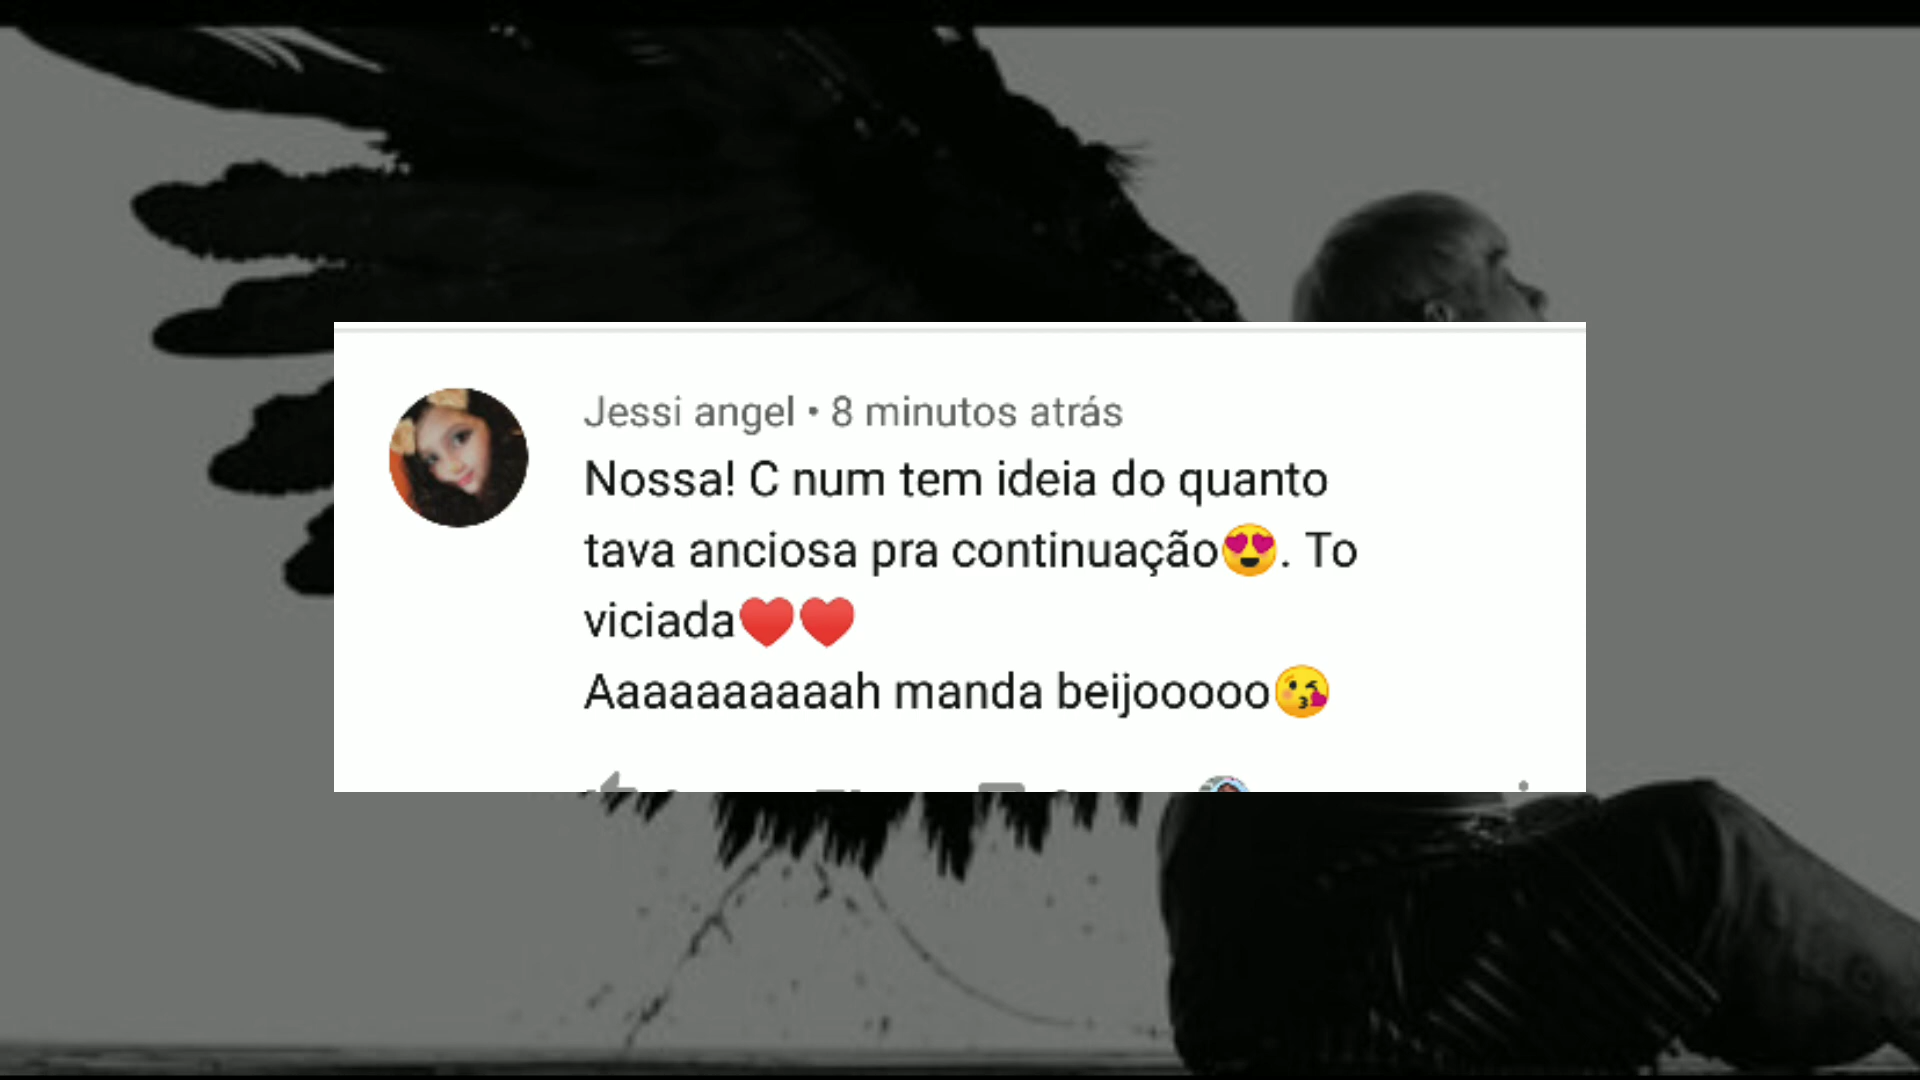 Jessi angel • 8 minutos atrás
Nossa! C num tem ideia do quanto
tava anciosa pra continuação😍. To
viciada❤️❤️
Aaaaaaaaaah manda beijooooo😘